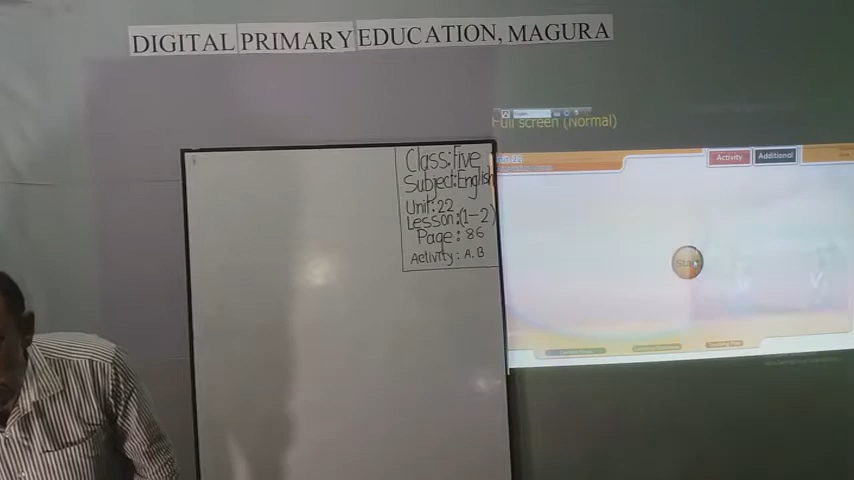 DIGITAL PRIMARY EDUCATION, MAGURA
Full screen (Normal)
Class: Five
Subject: English
Unit: 22
Lesson: (1-2)
Page: 86
Activity: A, B
Activity
Additional
Start